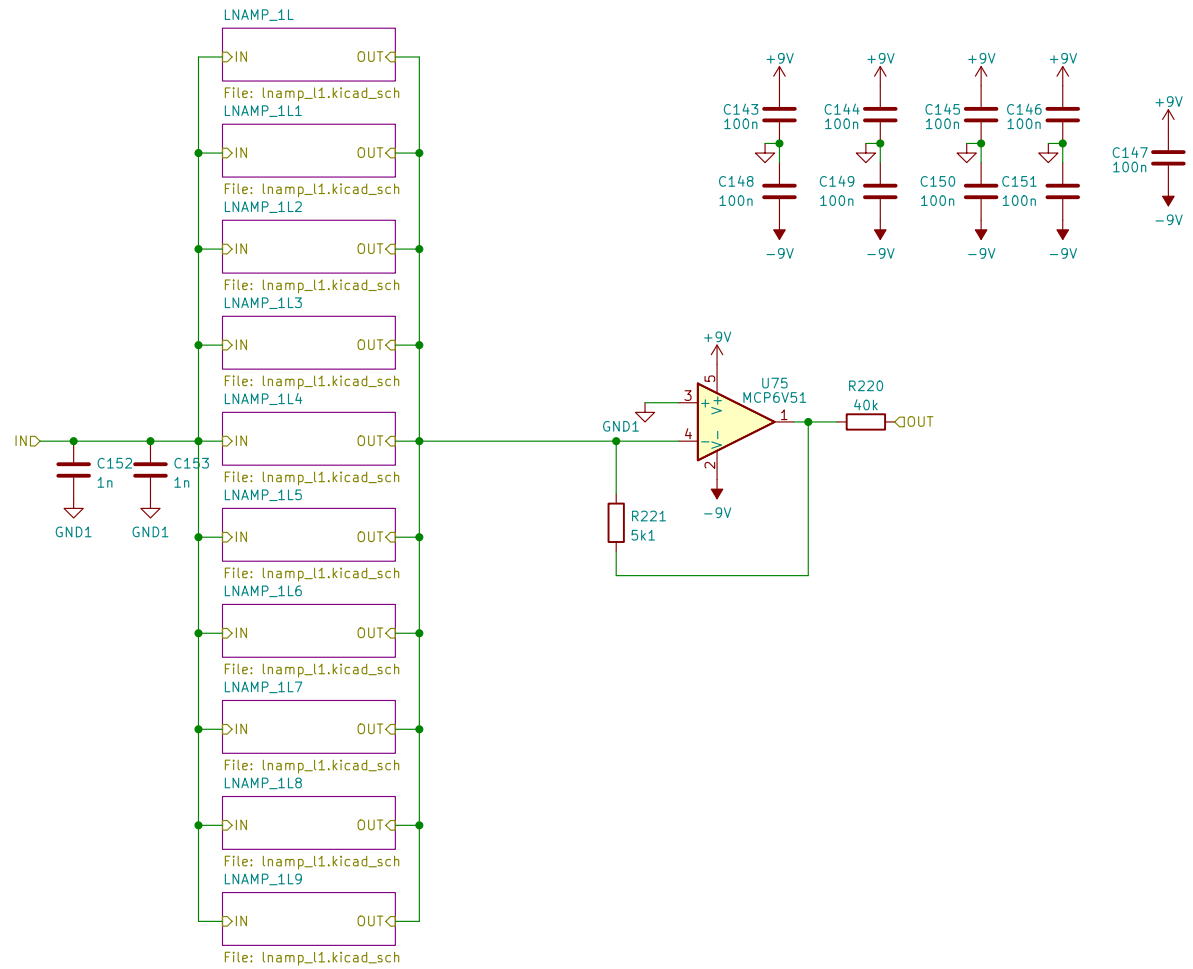 LNAMP_1L
IN
OUT
File: lnamp_l1.kicad_sch
LNAMP_1L1
IN
OUT
File: lnamp_l1.kicad_sch
LNAMP_1L2
IN
OUT
File: lnamp_l1.kicad_sch
LNAMP_1L3
IN
OUT
File: lnamp_l1.kicad_sch
LNAMP_1L4
IN
OUT
File: lnamp_l1.kicad_sch
LNAMP_1L5
IN
OUT
File: lnamp_l1.kicad_sch
LNAMP_1L6
IN
OUT
File: lnamp_l1.kicad_sch
LNAMP_1L7
IN
OUT
File: lnamp_l1.kicad_sch
LNAMP_1L8
IN
OUT
File: lnamp_l1.kicad_sch
LNAMP_1L9
IN
OUT
File: lnamp_l1.kicad_sch
IN
C152
1n
GND1
C153
1n
GND1
+9V
C143
100n
C148
100n
-9V
+9V
C144
100n
C149
100n
-9V
+9V
C145
100n
C150
100n
-9V
+9V
C146
100n
C151
100n
-9V
+9V
C147
100n
-9V
+9V
5
U75
MCP6V51
3
+
V+
4
-
V-
1
2
-9V
GND1
R220
40k
OUT
R221
5k1